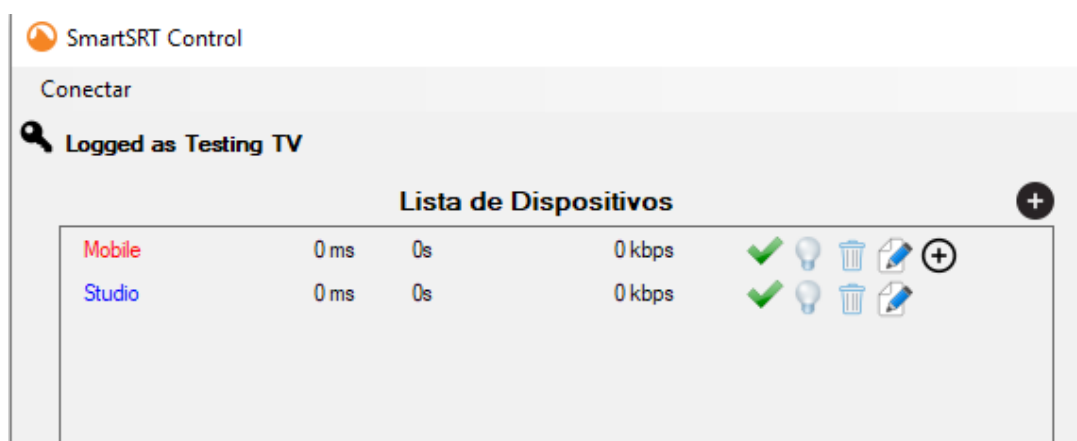 SmartSRT Control
Conectar
Logged as Testing TV
Lista de Dispositivos
Mobile 0 ms 0s 0 kbps
Studio 0 ms 0s 0 kbps